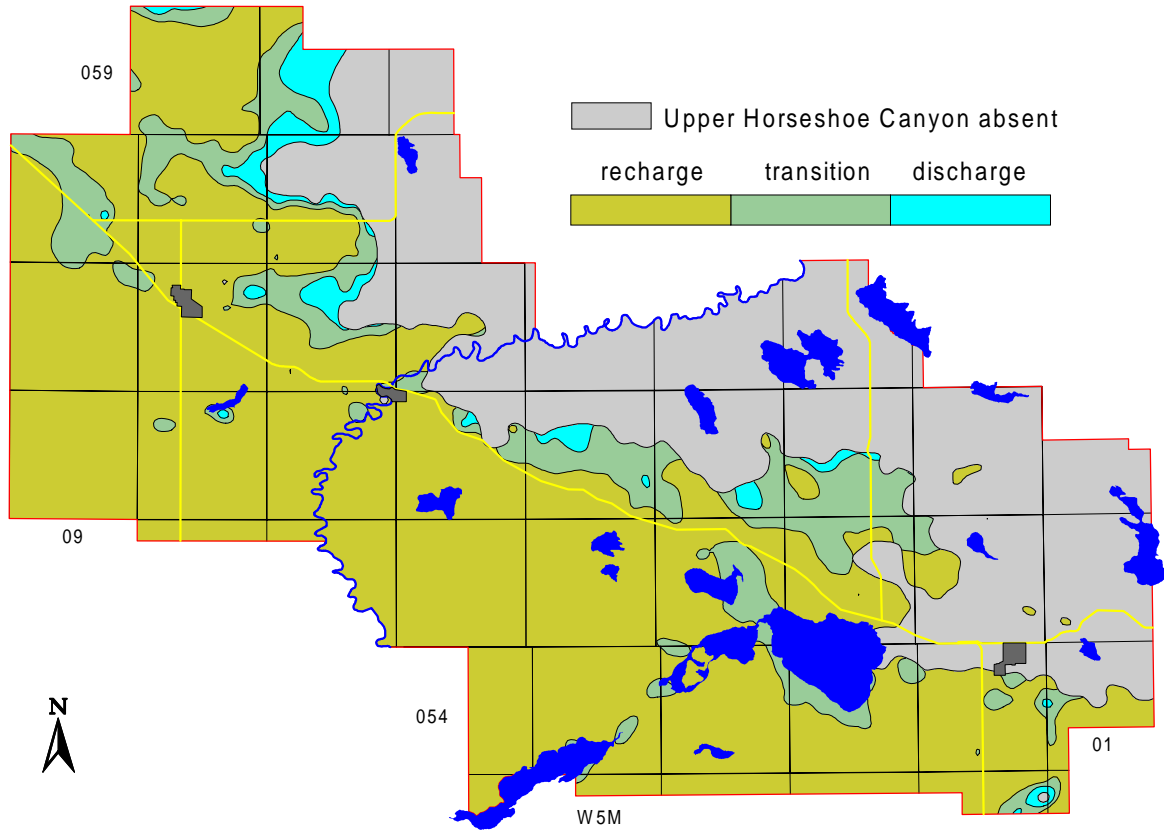 059
Upper Horseshoe Canyon absent
recharge transition discharge
09
N
054
01
W5M